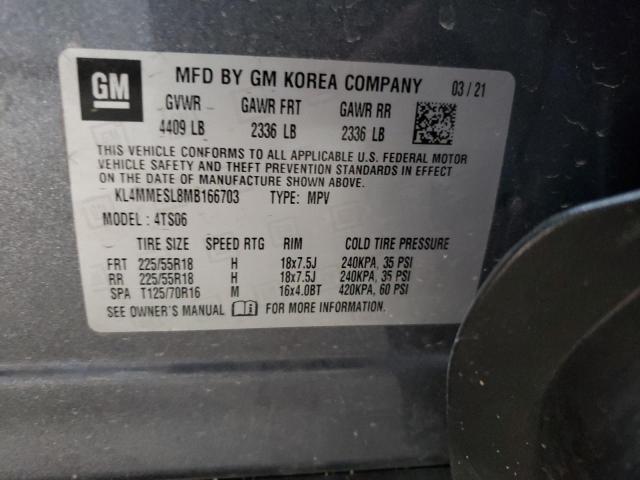 GM MFD BY GM KOREA COMPANY 03 / 21
GVWR GAWR FRT GAWR RR
4409 LB 2336 LB 2336 LB
THIS VEHICLE CONFORMS TO ALL APPLICABLE U.S. FEDERAL MOTOR
VEHICLE SAFETY AND THEFT PREVENTION STANDARDS IN EFFECT
ON THE DATE OF MANUFACTURE SHOWN ABOVE.
KL4MMESL8MB166703 TYPE: MPV
MODEL : 4TS06
TIRE SIZE SPEED RTG RIM COLD TIRE PRESSURE
FRT 225/55R18 H 18x7.5J 240KPA, 35 PSI
RR 225/55R18 H 18x7.5J 240KPA, 35 PSI
SPA T125/70R16 M 16x4.0BT 420KPA, 60 PSI
SEE OWNER'S MANUAL FOR MORE INFORMATION.